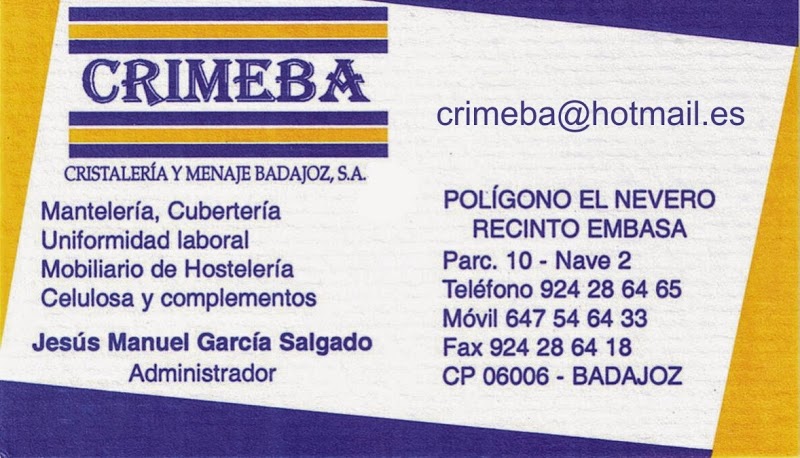 CRIMEBA
CRISTALERÍA Y MENAJE BADAJOZ, S.A.
Mantelería, Cubertería
Uniformidad laboral
Mobiliario de Hostelería
Celulosa y complementos
Jesús Manuel García Salgado
Administrador
crimeba@hotmail.es
POLÍGONO EL NEVERO
RECINTO EMBASA
Parc. 10 - Nave 2
Teléfono 924 28 64 65
Móvil 647 54 64 33
Fax 924 28 64 18
CP 06006 - BADAJOZ